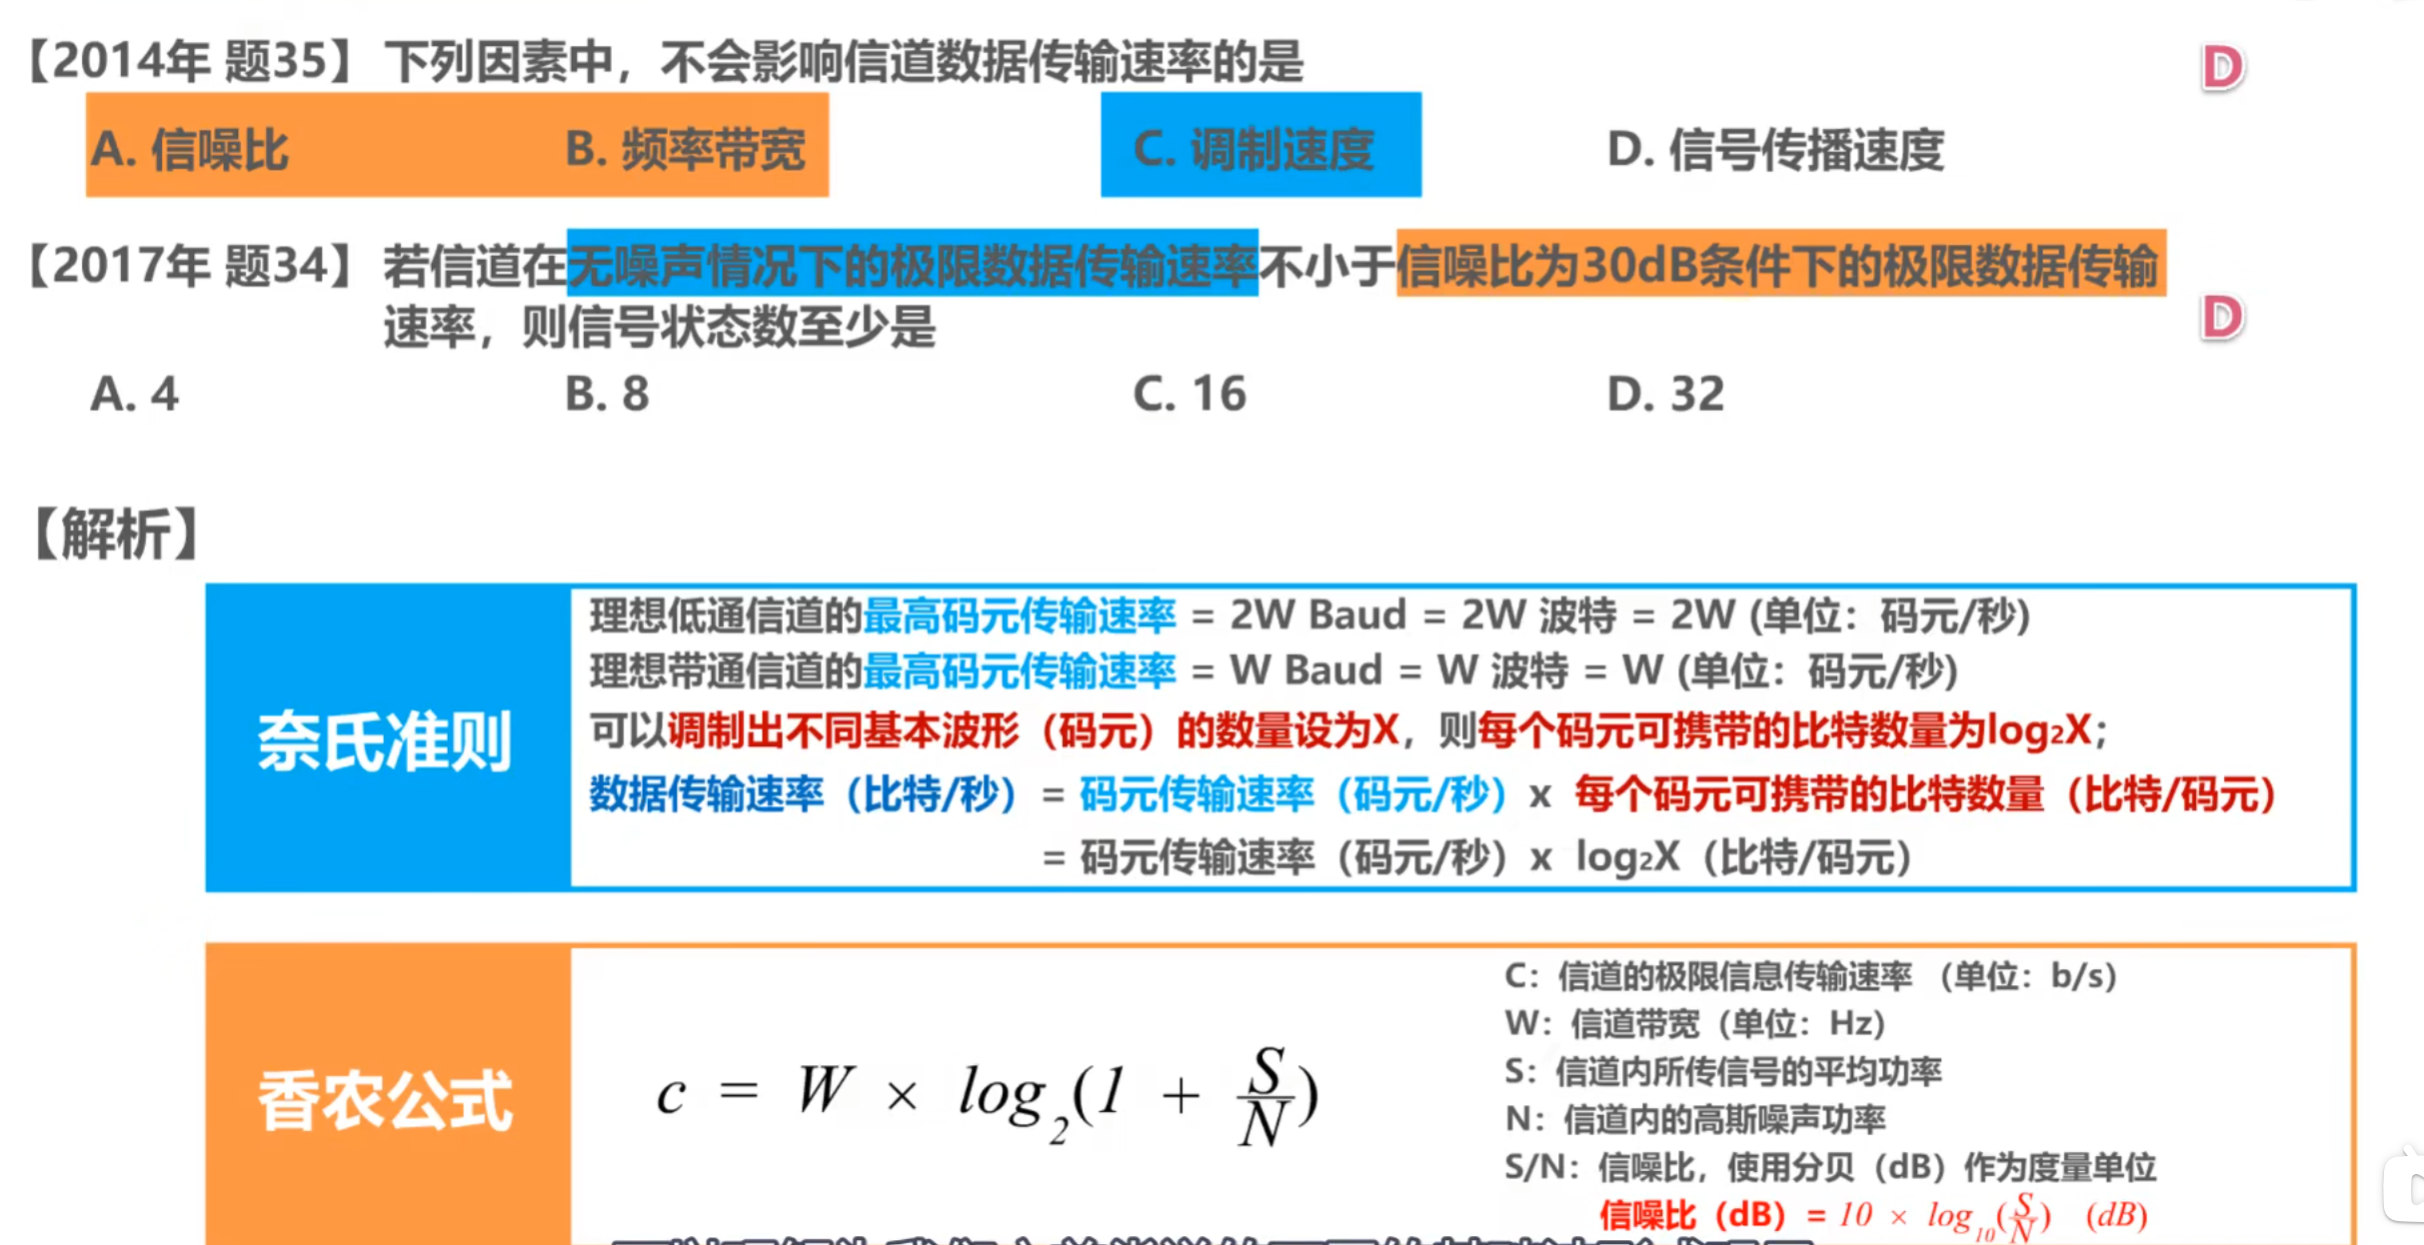 【2014年 题35】 下列因素中，不会影响信道数据传输速率的是 D
A. 信噪比 B. 频率带宽 C. 调制速度 D. 信号传播速度
【2017年 题34】 若信道在无噪声情况下的极限数据传输速率不小于信噪比为30dB条件下的极限数据传输
速率，则信号状态数至少是 D
A. 4 B. 8 C. 16 D. 32
【解析】
奈氏准则
理想低通信道的最高码元传输速率 = 2W Baud = 2W 波特 = 2W (单位：码元/秒)
理想带通信道的最高码元传输速率 = W Baud = W 波特 = W (单位：码元/秒)
可以调制出不同基本波形（码元）的数量设为X，则每个码元可携带的比特数量为log₂X；
数据传输速率（比特/秒） = 码元传输速率（码元/秒） x 每个码元可携带的比特数量（比特/码元）
= 码元传输速率（码元/秒） x log₂X（比特/码元）
香农公式
c = W × log₂(1 + S/N)
C：信道的极限信息传输速率 （单位：b/s）
W：信道带宽（单位：Hz）
S：信道内所传信号的平均功率
N：信道内的高斯噪声功率
S/N：信噪比，使用分贝（dB）作为度量单位
信噪比（dB）= 10 × log₁₀(S/N) (dB)